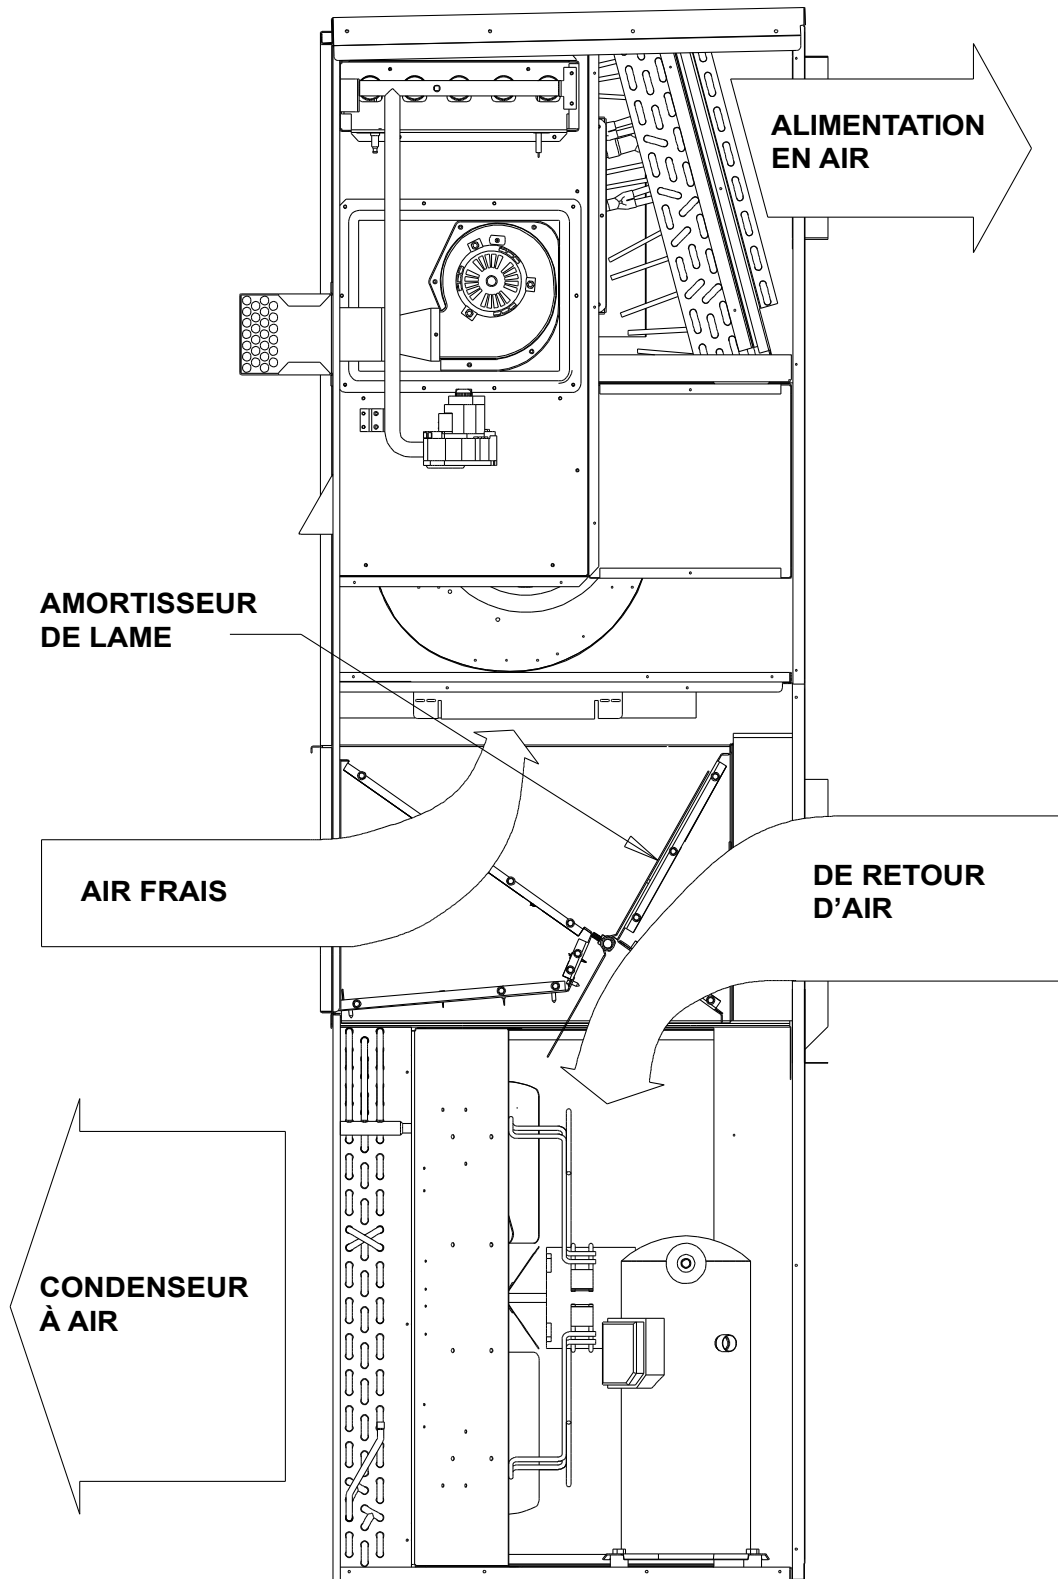 ALIMENTATION
EN AIR
AMORTISSEUR
DE LAME
AIR FRAIS
DE RETOUR
D’AIR
CONDENSEUR
À AIR